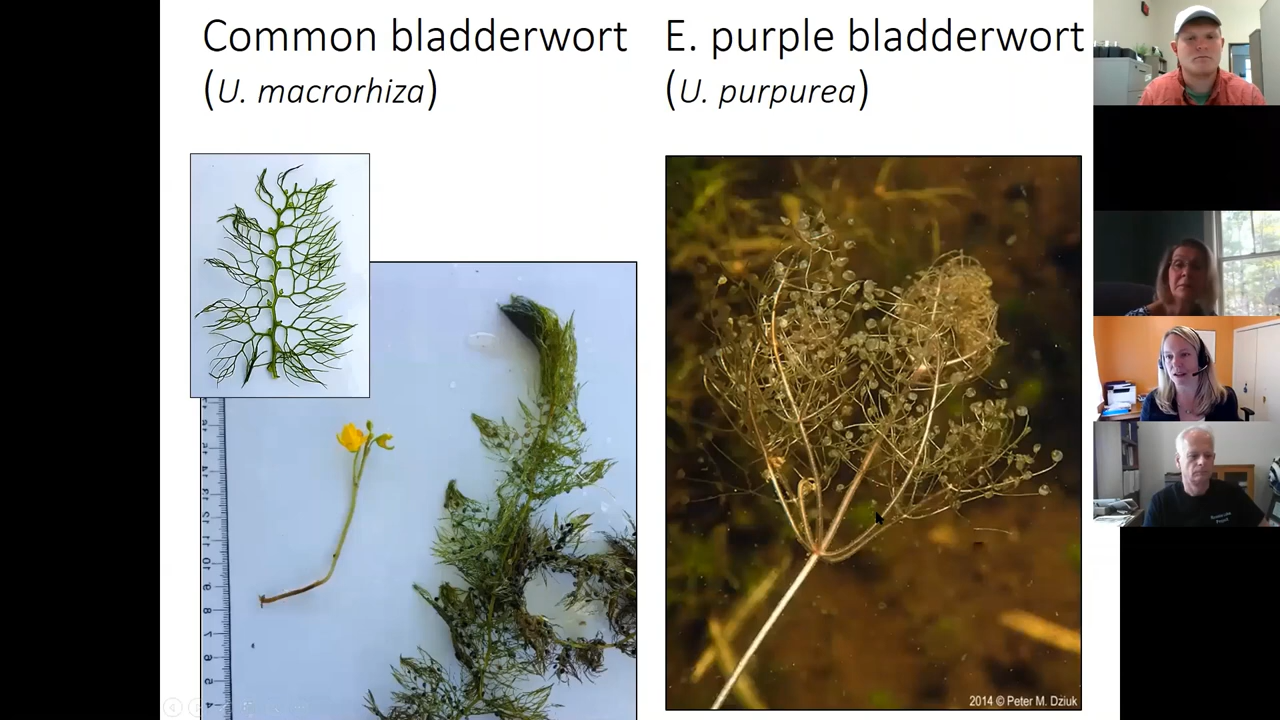 Common bladderwort
(U. macrorhiza)
E. purple bladderwort
(U. purpurea)
2014 © Peter M. Dziuk